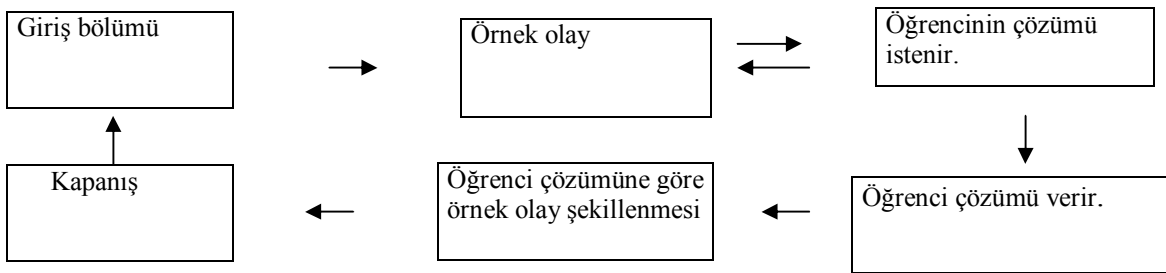 Giriş bölümü
Örnek olay
Öğrencinin çözümü
istenir.
Kapanış
Öğrenci çözümüne göre
örnek olay şekillenmesi
Öğrenci çözümü verir.